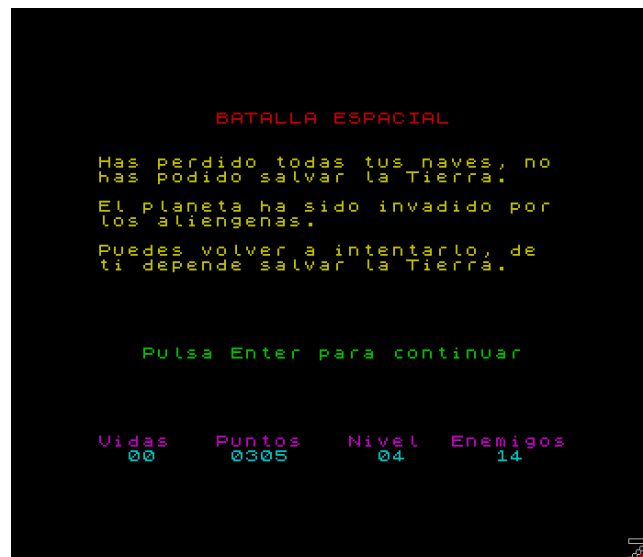 BATALLA ESPACIAL
Has perdido todas tus naves, no
has podido salvar la Tierra.
El planeta ha sido invadido por
los aliengenas.
Puedes volver a intentarlo, de
ti depende salvar la Tierra.
Pulsa Enter para continuar
Vidas Puntos Nivel Enemigos
00 0305 04 14